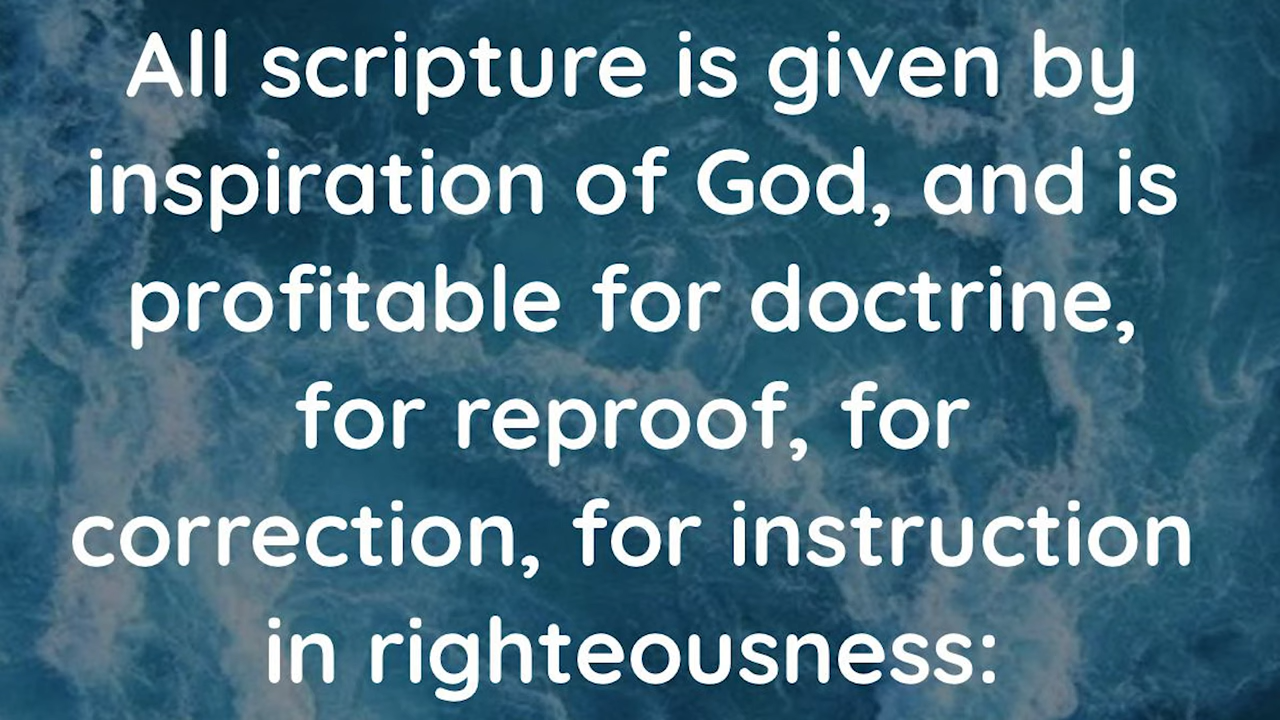 All scripture is given by
inspiration of God, and is
profitable for doctrine,
for reproof, for
correction, for instruction
in righteousness: